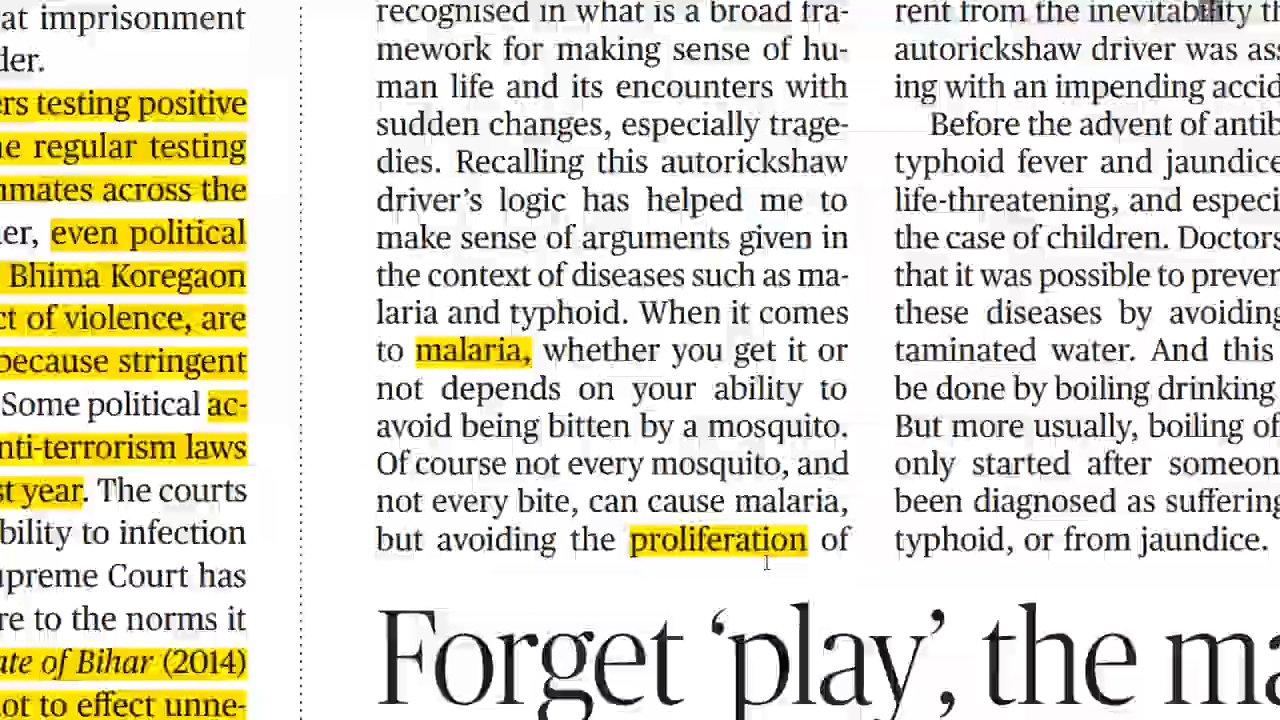 at imprisonment
der.
ers testing positive
regular testing
nmates across the
er, even political
Bhima Koregaon
ct of violence, are
because stringent
Some political ac-
nti-terrorism laws
st year. The courts
bility to infection
upreme Court has
re to the norms it
ate of Bihar (2014)
not to effect unne-
recognised in what is a broad fra-
mework for making sense of hu-
man life and its encounters with
sudden changes, especially trage-
dies. Recalling this autorickshaw
driver's logic has helped me to
make sense of arguments given in
the context of diseases such as ma-
laria and typhoid. When it comes
to malaria, whether you get it or
not depends on your ability to
avoid being bitten by a mosquito.
Of course not every mosquito, and
not every bite, can cause malaria,
but avoiding the proliferation of
rent from the inevitability th
autorickshaw driver was ass
ing with an impending accid
Before the advent of antib
typhoid fever and jaundice
life-threatening, and especi
the case of children. Doctors
that it was possible to preven
these diseases by avoiding
taminated water. And this
be done by boiling drinking
But more usually, boiling of
only started after someon
been diagnosed as suffering
typhoid, or from jaundice.
Forget 'play', the ma